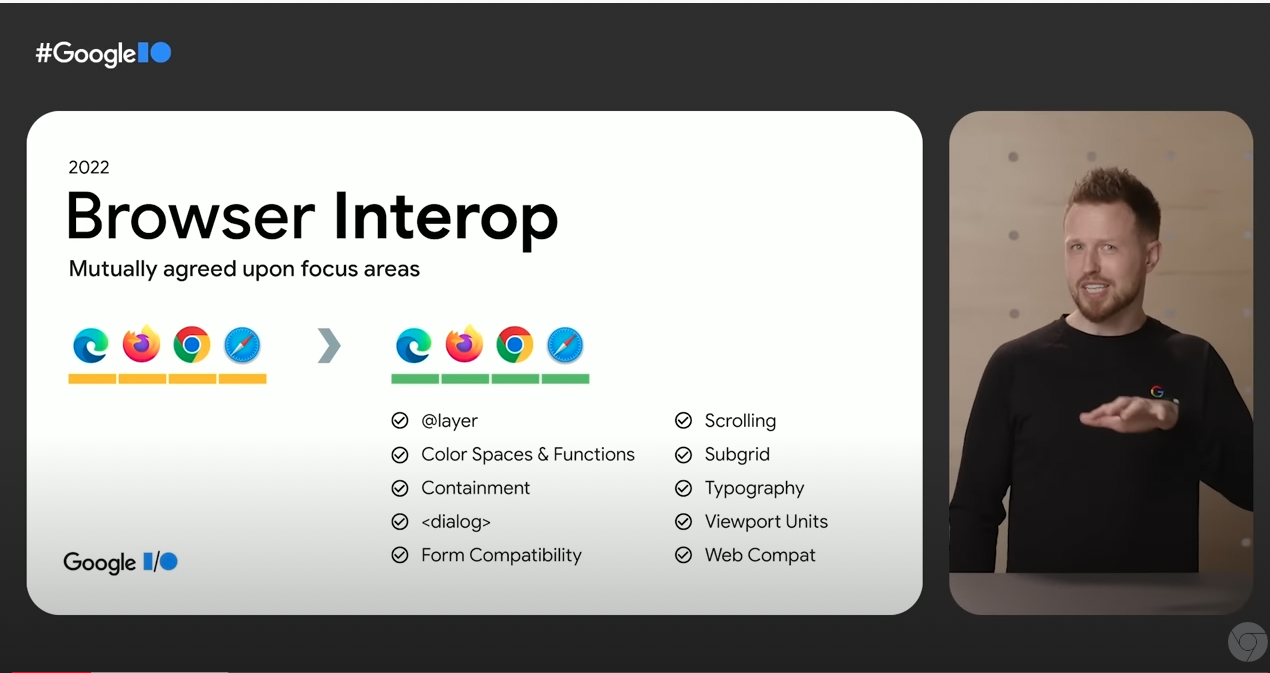 #GoogleIO
2022
Browser Interop
Mutually agreed upon focus areas
@layer
Color Spaces & Functions
Containment
<dialog>
Form Compatibility
Scrolling
Subgrid
Typography
Viewport Units
Web Compat
Google I/O
G